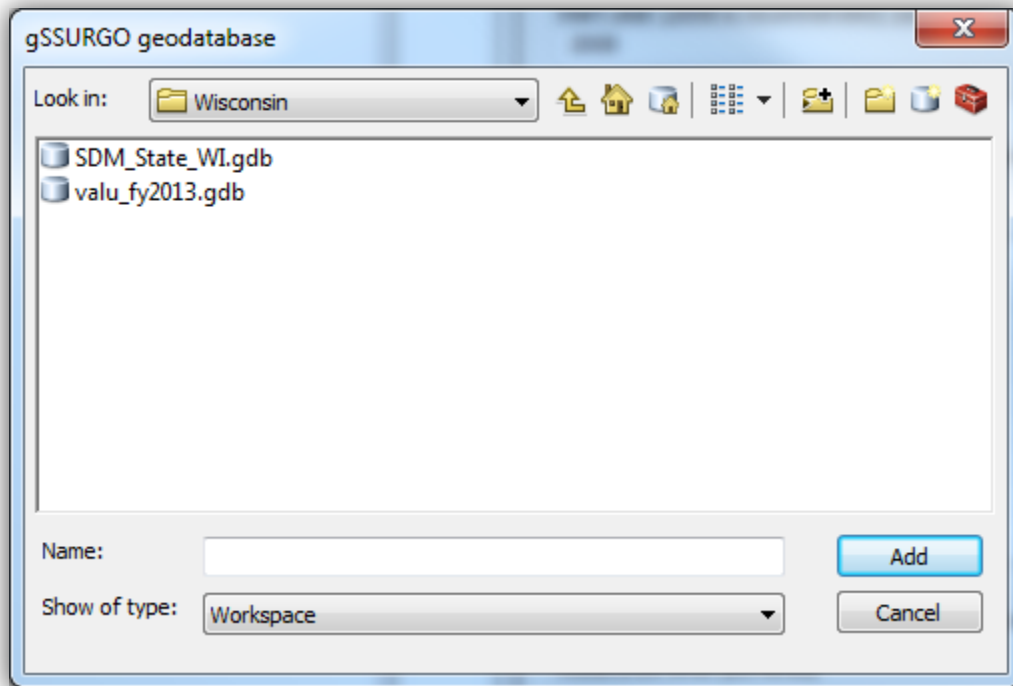 gSSURGO geodatabase
Look in: Wisconsin
SDM_State_WI.gdb
valu_fy2013.gdb
Name:
Add
Show of type: Workspace
Cancel